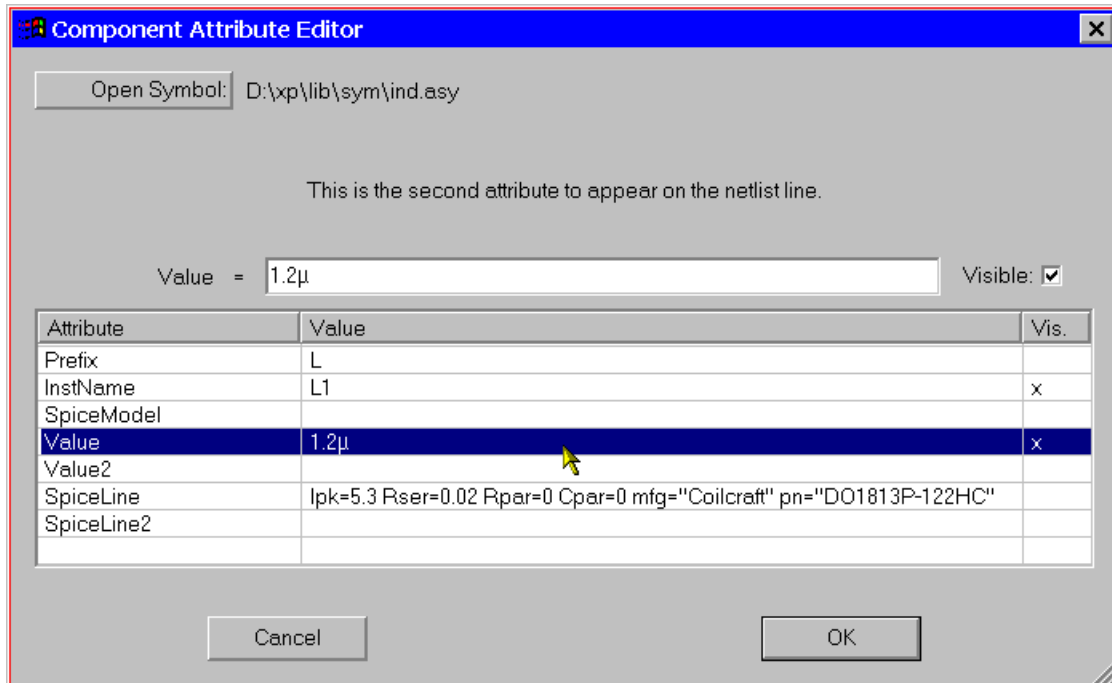 Component Attribute Editor
Open Symbol: D:\xp\lib\sym\ind.asy
This is the second attribute to appear on the netlist line.
Value = 1.2µ Visible:
Attribute Value Vis.
Prefix L
InstName L1 x
SpiceModel
Value 1.2µ x
Value2
SpiceLine Ipk=5.3 Rser=0.02 Rpar=0 Cpar=0 mfg="Coilcraft" pn="DO1813P-122HC"
SpiceLine2
Cancel OK